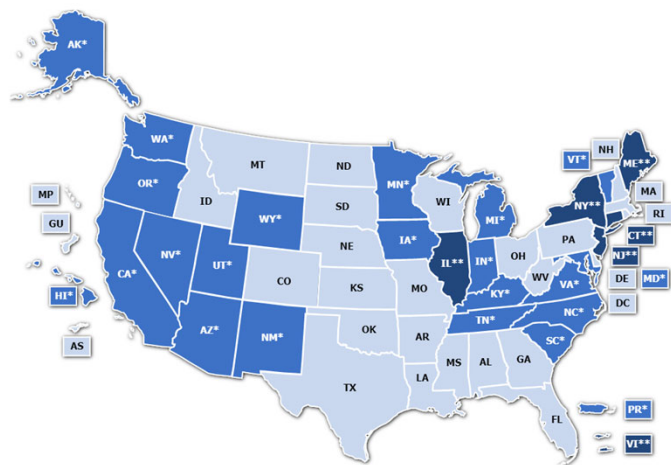 AK*
WA*
MT
ND
MN*
VT*
NH
ME**
OR*
ID
SD
WI
MI*
NY**
MA
RI
MP
WY*
CT**
GU
NV*
NE
IA*
PA
NJ**
UT*
IL**
IN*
OH
DE
MD*
CA*
CO
KS
MO
WV
VA*
DC
HI*
KY*
AZ*
NM*
OK
AR
TN*
NC*
AS
SC*
TX
LA
MS
AL
GA
FL
PR*
VI**